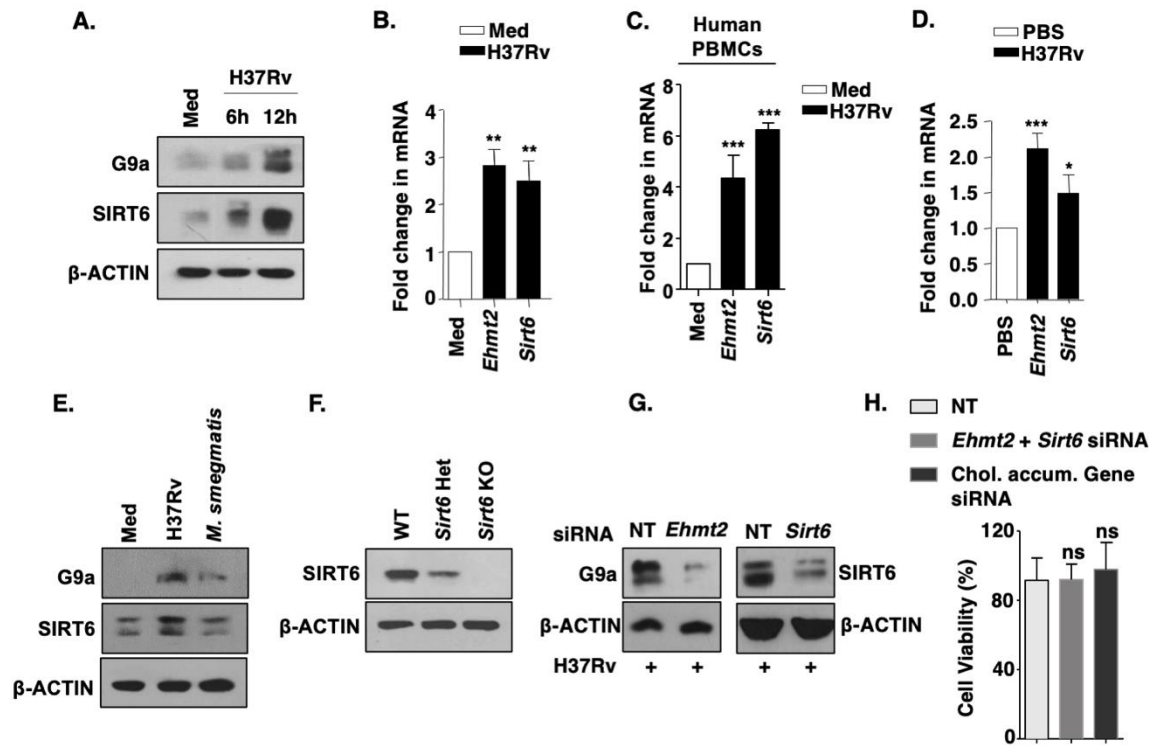 A.
H37Rv
Med
6h 12h
G9a
SIRT6
β-ACTIN
B.
Med
H37Rv
Fold change in mRNA
4
3
2
1
0
** **
Med
Ehmt2
Sirt6
C.
Human
PBMCs
Med
H37Rv
Fold change in mRNA
8
6
4
2
0
*** ***
Med
Ehmt2
Sirt6
D.
PBS
H37Rv
Fold change in mRNA
2.5
2.0
1.5
1.0
0.5
0.0
*** *
PBS
Ehmt2
Sirt6
E.
Med
H37Rv
M. smegmatis
G9a
SIRT6
β-ACTIN
F.
WT
Sirt6 Het
Sirt6 KO
SIRT6
β-ACTIN
G.
siRNA NT Ehmt2 NT Sirt6
G9a SIRT6
β-ACTIN β-ACTIN
H37Rv + + + +
H.
NT
Ehmt2 + Sirt6 siRNA
Chol. accum. Gene
siRNA
Cell Viability (%)
120
80
40
0
ns ns